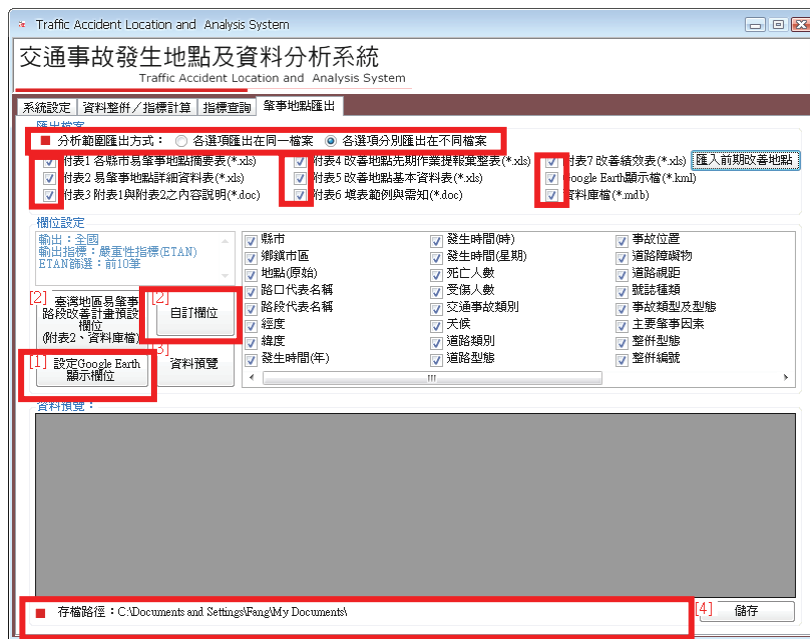 Traffic Accident Location and Analysis System
交通事故發生地點及資料分析系統
Traffic Accident Location and Analysis System
系統設定 資料整併／指標計算 指標查詢 肇事地點匯出
匯出檔案
■ 分析範圍匯出方式： 各選項匯出在同一檔案 各選項分別匯出在不同檔案
附表1 各縣市易肇事地點摘要表(*.xls) 附表4 改善地點先期作業提報彙整表(*.xls) 附表7 改善績效表(*.xls) 匯入前期改善地點
附表2 易肇事地點詳細資料表(*.xls) 附表5 改善地點基本資料表(*.xls) Google Earth顯示檔(*.kml)
附表3 附表1與附表2之內容說明(*.doc) 附表6 填表範例與需知(*.doc) 資料庫檔(*.mdb)
欄位設定
輸出：全國
輸出指標：嚴重性指標(ETAN)
ETAN篩選：前10筆
[2] 臺灣地區易肇事
路段改善計畫預設
欄位
(附表2、資料庫檔)
[2] 自訂欄位
[1] 設定Google Earth
顯示欄位
[3] 資料預覽
縣市 發生時間(時) 事故位置
鄉鎮市區 發生時間(星期) 道路障礙物
地點(原始) 死亡人數 道路視距
路口代表名稱 受傷人數 號誌種類
路段代表名稱 交通事故類別 事故類型及型態
經度 天候 主要肇事因素
緯度 道路類別 整併型態
發生時間(年) 道路型態 整併編號
資料預覽：
■ 存檔路徑：C:\Documents and Settings\Fang\My Documents\ [4] 儲存